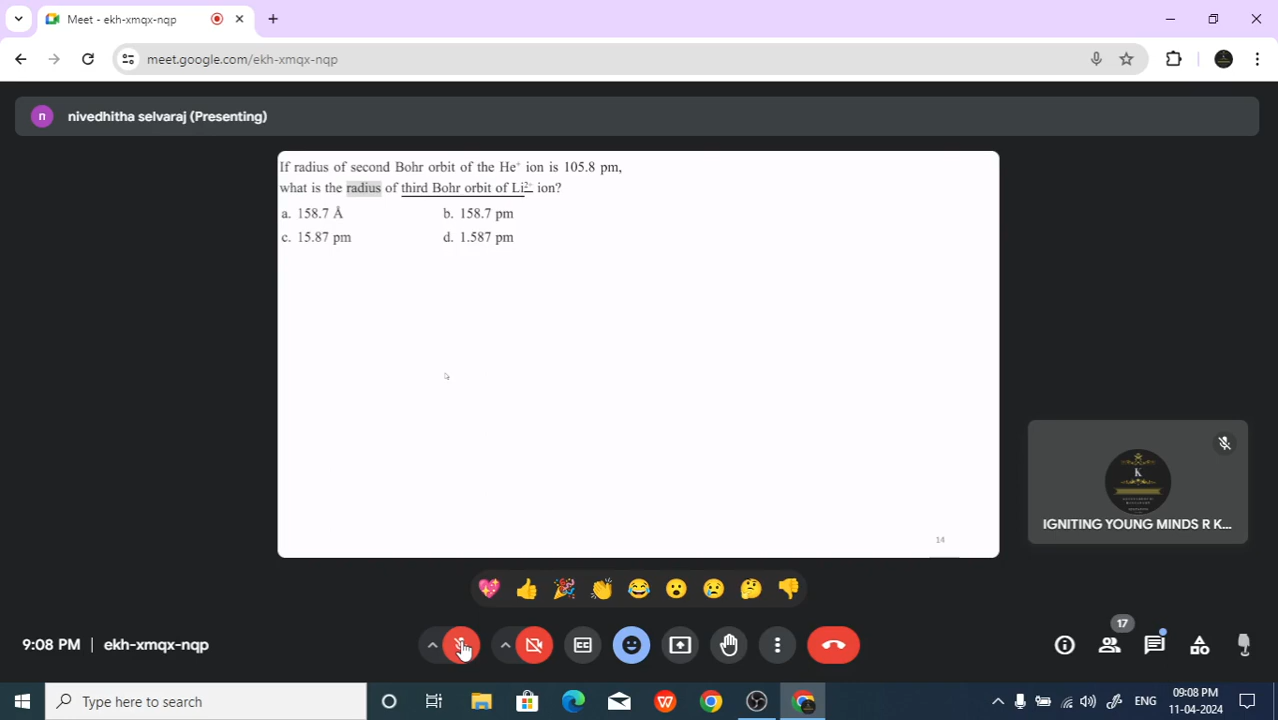 Meet - ekh-xmqx-nqp
meet.google.com/ekh-xmqx-nqp
n nivedhitha selvaraj (Presenting)
If radius of second Bohr orbit of the He⁺ ion is 105.8 pm,
what is the radius of third Bohr orbit of Li²⁺ ion?
a. 158.7 Å b. 158.7 pm
c. 15.87 pm d. 1.587 pm
14
K
IGNITING YOUNG MINDS R K...
9:08 PM | ekh-xmqx-nqp
CC
17
Type here to search
W
ENG
09:08 PM
11-04-2024